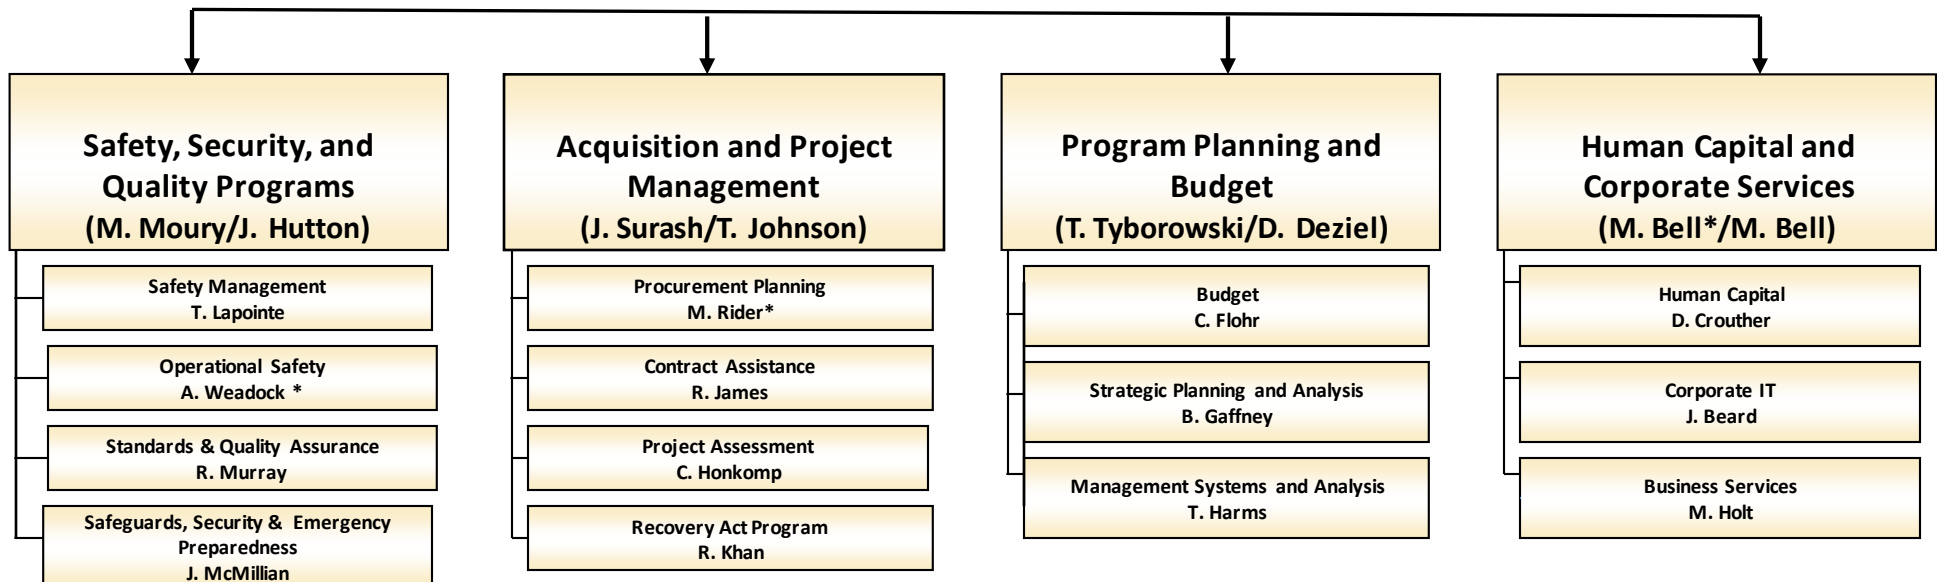 Safety, Security, and
Quality Programs
(M. Moury/J. Hutton)
Safety Management
T. Lapointe
Operational Safety
A. Weadock *
Standards & Quality Assurance
R. Murray
Safeguards, Security & Emergency
Preparedness
J. McMillian
Acquisition and Project
Management
(J. Surash/T. Johnson)
Procurement Planning
M. Rider*
Contract Assistance
R. James
Project Assessment
C. Honkomp
Recovery Act Program
R. Khan
Program Planning and
Budget
(T. Tyborowski/D. Deziel)
Budget
C. Flohr
Strategic Planning and Analysis
B. Gaffney
Management Systems and Analysis
T. Harms
Human Capital and
Corporate Services
(M. Bell*/M. Bell)
Human Capital
D. Crouther
Corporate IT
J. Beard
Business Services
M. Holt